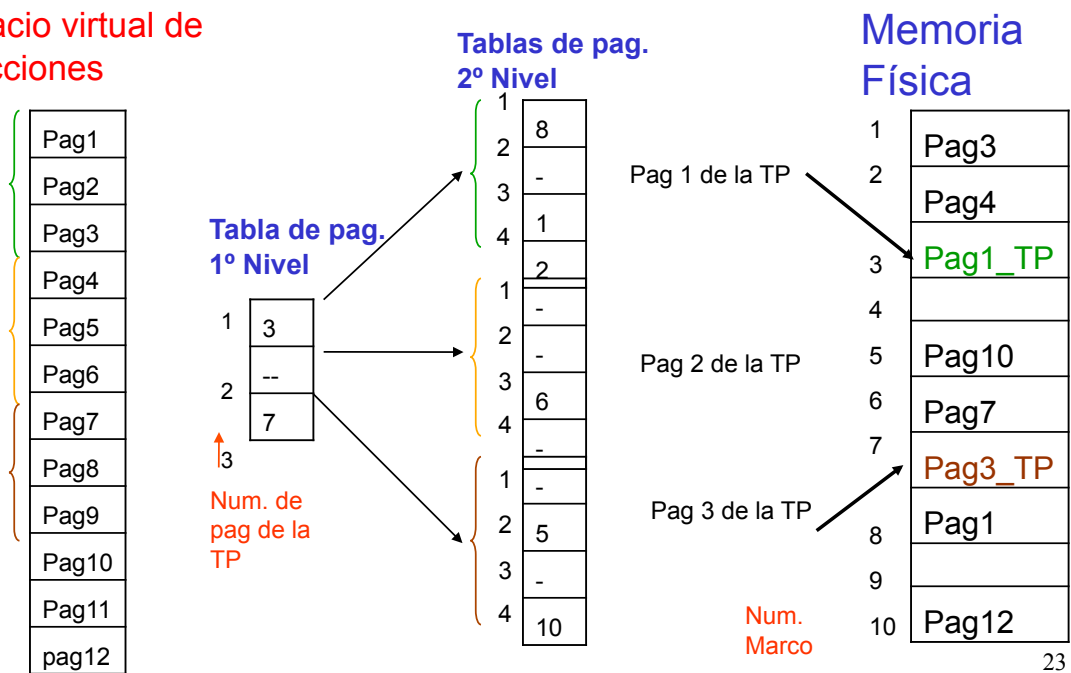 acio virtual de
cciones
Pag1
Pag2
Pag3
Pag4
Pag5
Pag6
Pag7
Pag8
Pag9
Pag10
Pag11
pag12
Tabla de pag.
1º Nivel
1
3
2
--
3
7
Num. de
pag de la
TP
Tablas de pag.
2º Nivel
1
8
2
-
3
1
4
2
1
-
2
-
3
6
4
-
1
-
2
5
3
-
4
10
Pag 1 de la TP
Pag 2 de la TP
Pag 3 de la TP
Num.
Marco
Memoria
Física
1
Pag3
2
Pag4
3
Pag1_TP
4
5
Pag10
6
Pag7
7
Pag3_TP
8
Pag1
9
10
Pag12
23